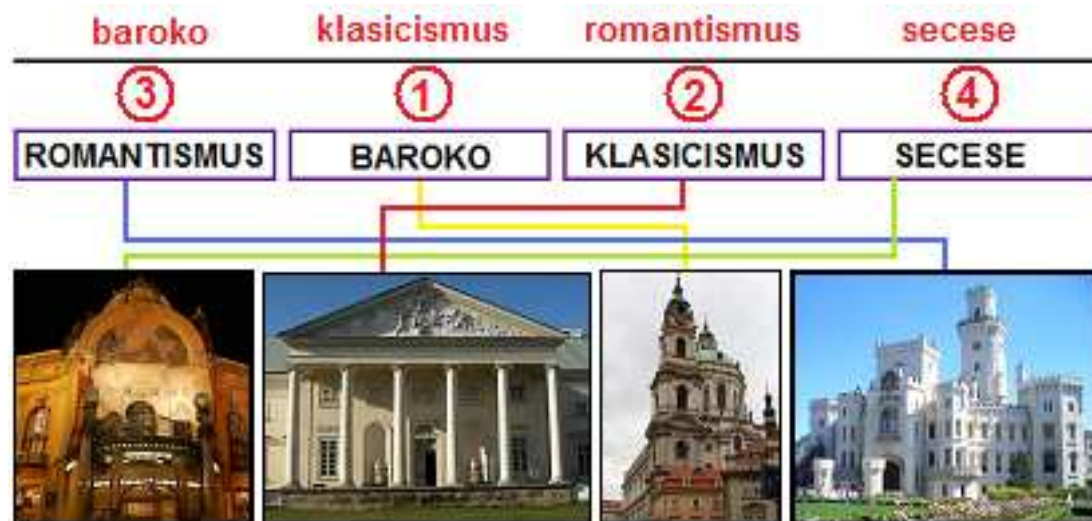 baroko klasicismus romantismus secese
3 1 2 4
ROMANTISMUS BAROKO KLASICISMUS SECESE